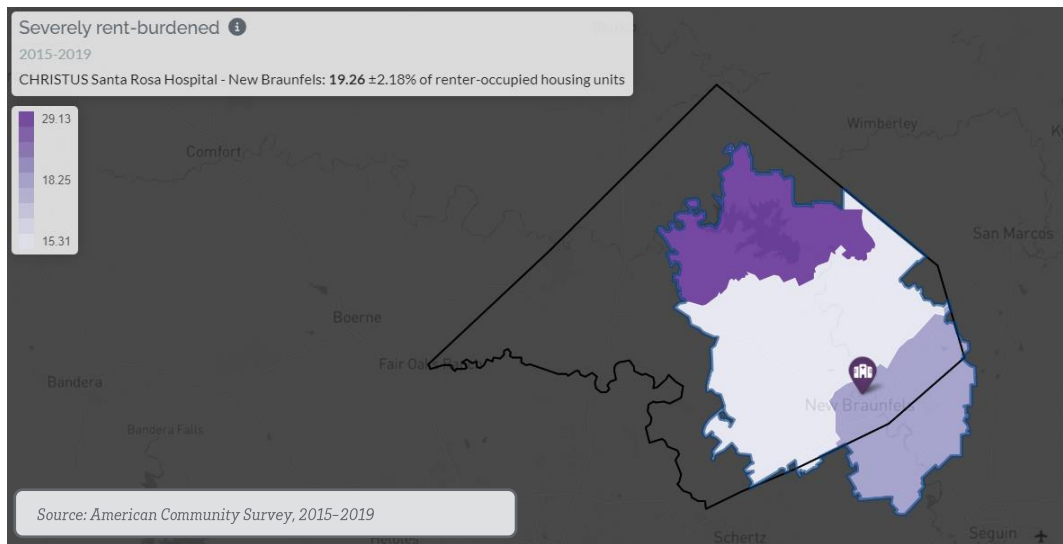 Severely rent-burdened
2015-2019
CHRISTUS Santa Rosa Hospital - New Braunfels: 19.26 ±2.18% of renter-occupied housing units
29.13
18.25
15.31
Wimberley
Comfort
San Marcos
Boerne
Fair Oaks Ranch
Bandera
New Braunfels
Bandera Falls
Source: American Community Survey, 2015–2019
Schertz
Seguin